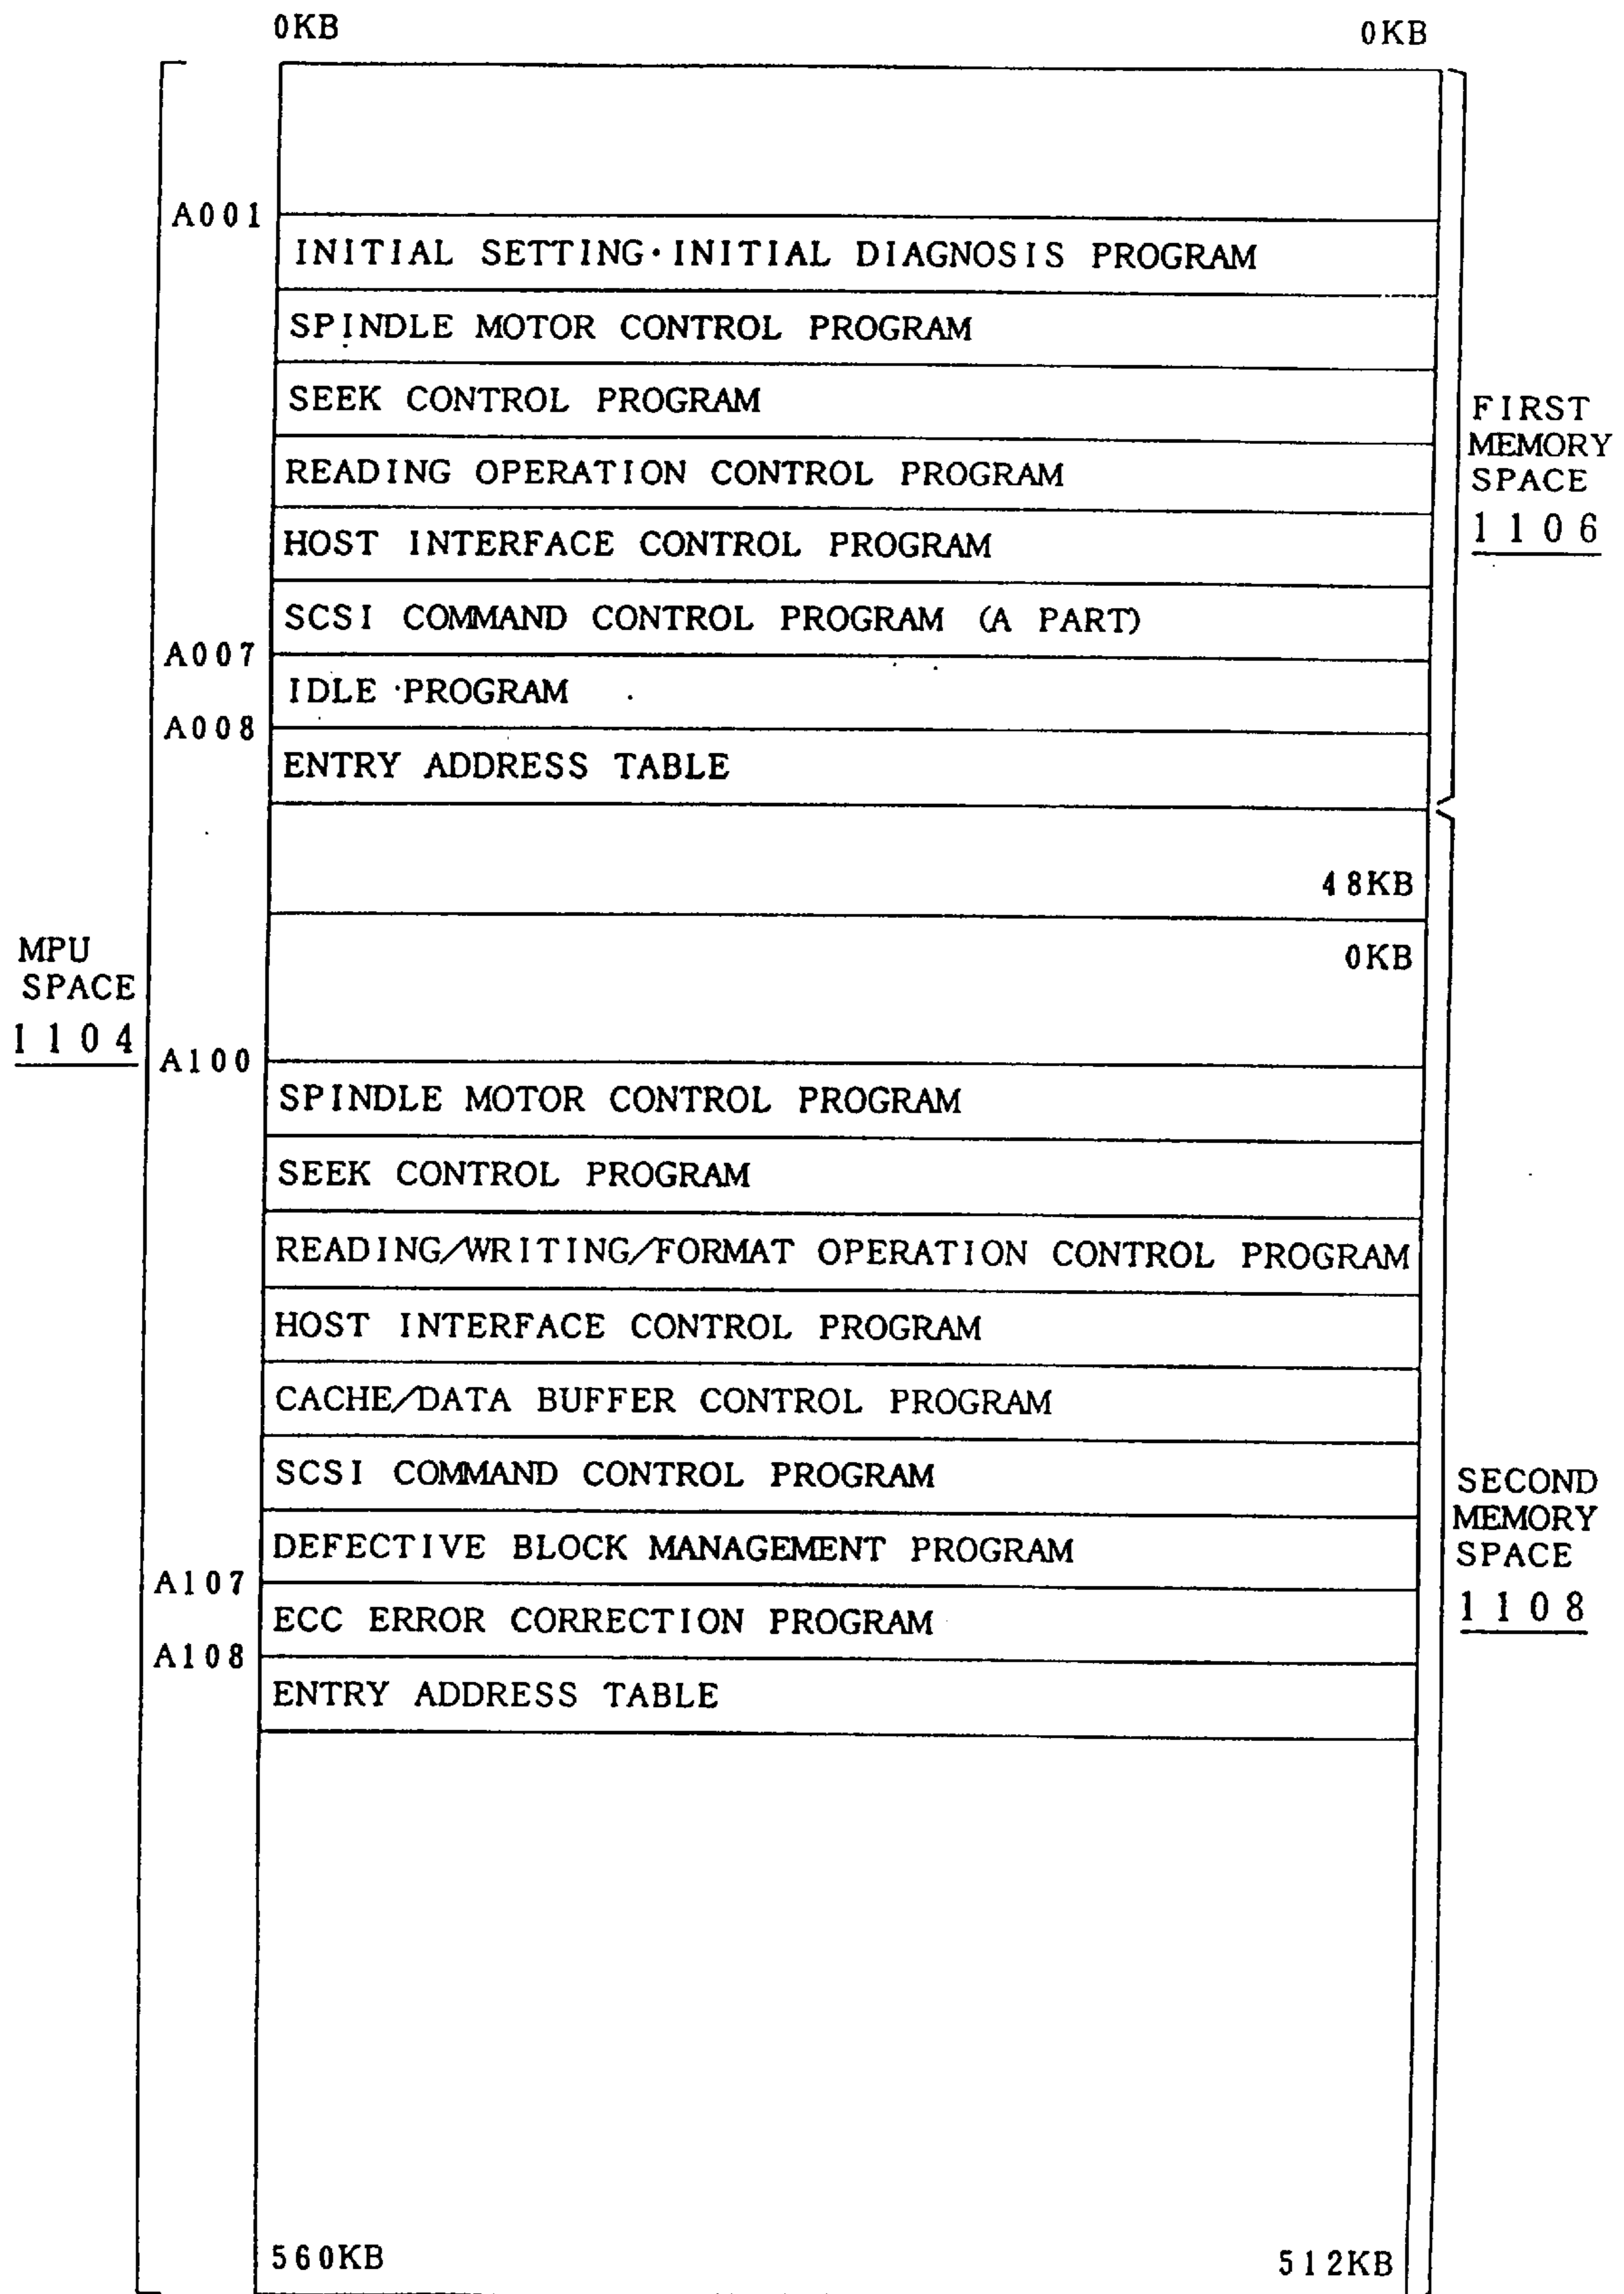 0KB 0KB
A001
INITIAL SETTING·INITIAL DIAGNOSIS PROGRAM
SPINDLE MOTOR CONTROL PROGRAM
SEEK CONTROL PROGRAM
READING OPERATION CONTROL PROGRAM
HOST INTERFACE CONTROL PROGRAM
SCSI COMMAND CONTROL PROGRAM (A PART)
A007
IDLE PROGRAM
A008
ENTRY ADDRESS TABLE
FIRST
MEMORY
SPACE
1106
48KB
0KB
MPU
SPACE
1104
A100
SPINDLE MOTOR CONTROL PROGRAM
SEEK CONTROL PROGRAM
READING/WRITING/FORMAT OPERATION CONTROL PROGRAM
HOST INTERFACE CONTROL PROGRAM
CACHE/DATA BUFFER CONTROL PROGRAM
SCSI COMMAND CONTROL PROGRAM
DEFECTIVE BLOCK MANAGEMENT PROGRAM
A107
ECC ERROR CORRECTION PROGRAM
A108
ENTRY ADDRESS TABLE
SECOND
MEMORY
SPACE
1108
560KB 512KB